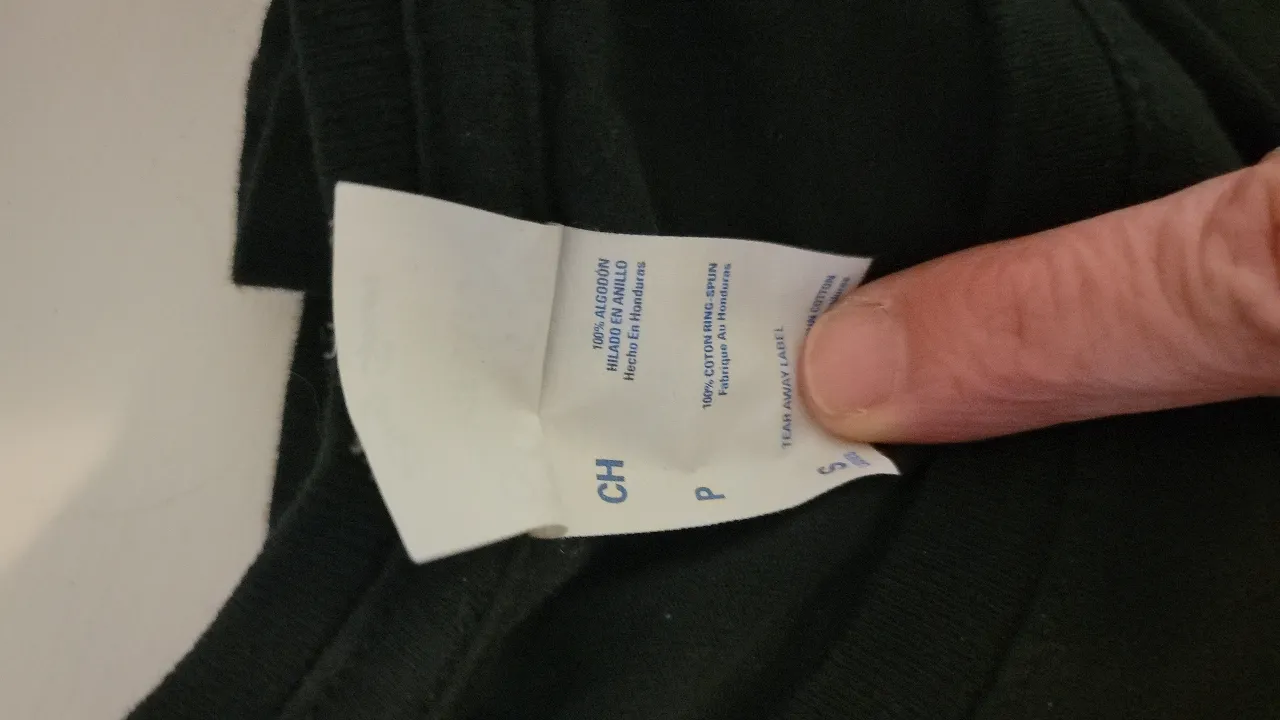 CH
100% ALGODÓN
HILADO EN ANILLO
Hecho En Honduras
P
100% COTON RING-SPUN
Fabrique Au Honduras
TEAR AWAY LABEL
S
COTTON